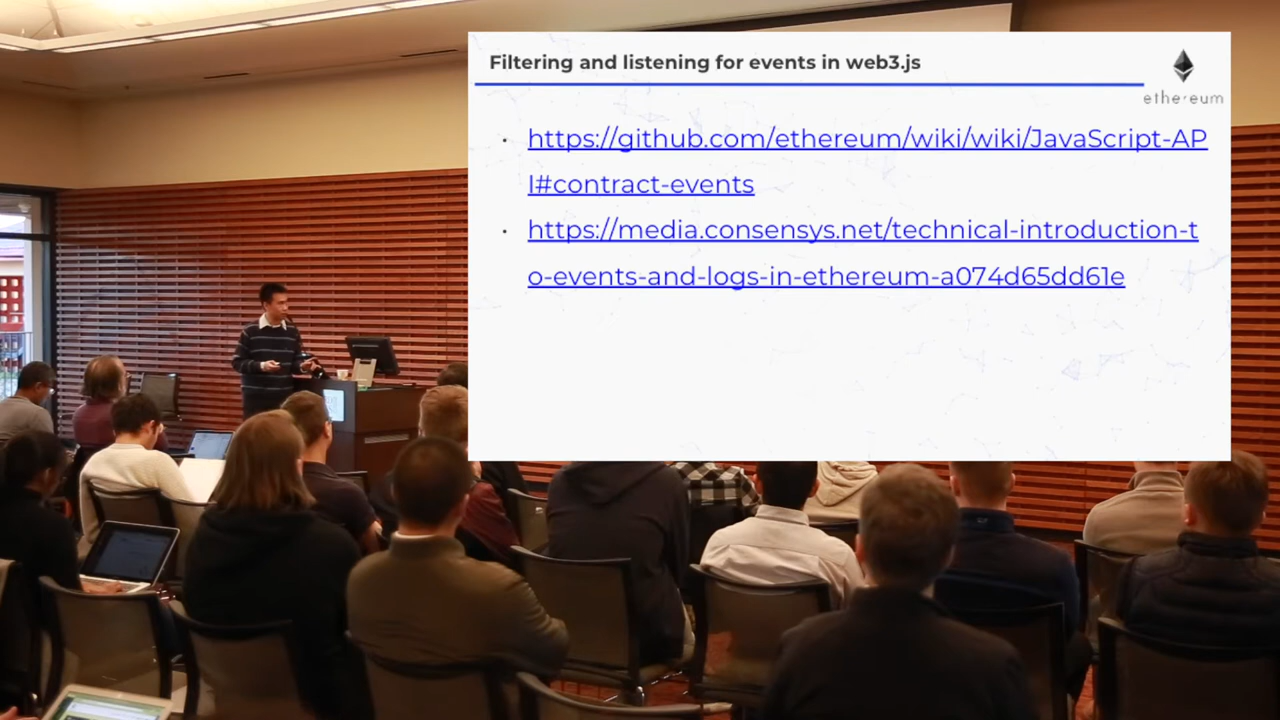 Filtering and listening for events in web3.js
ethereum
https://github.com/ethereum/wiki/wiki/JavaScript-AP
I#contract-events
https://media.consensys.net/technical-introduction-t
o-events-and-logs-in-ethereum-a074d65dd61e